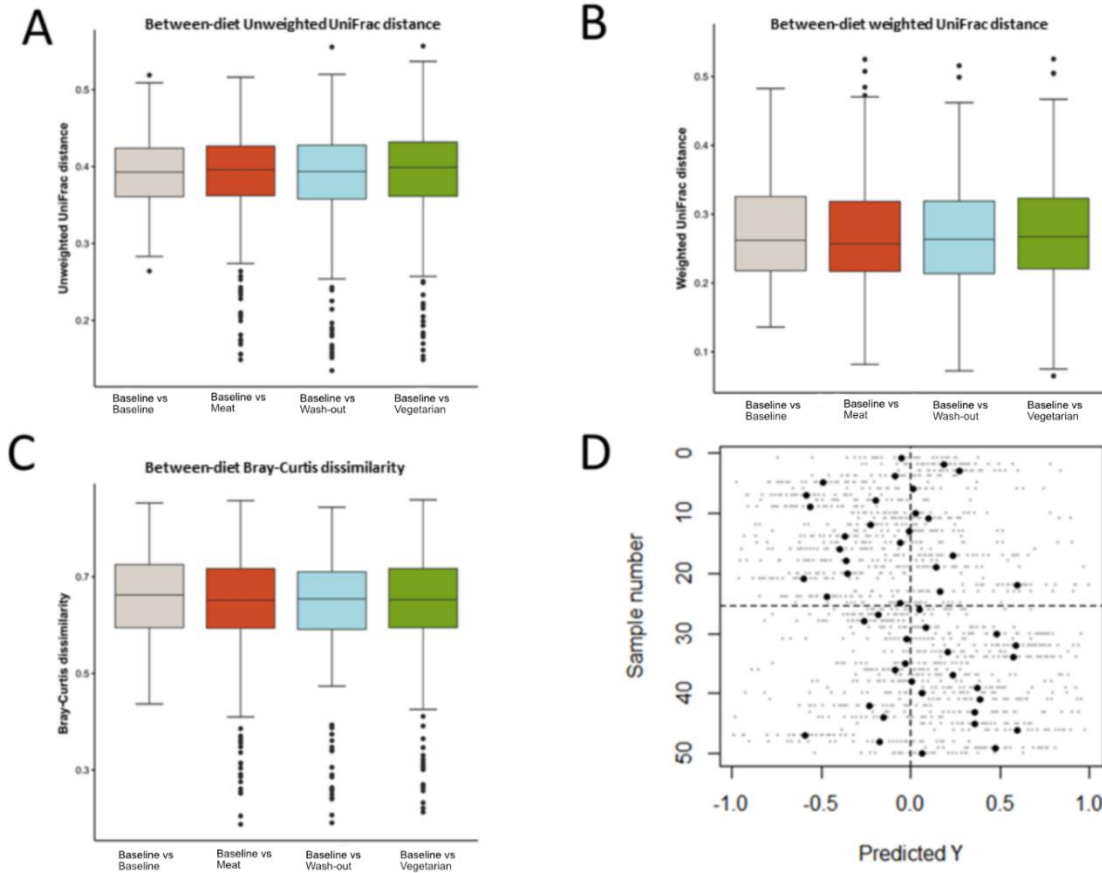 A
Between-diet Unweighted UniFrac distance
Unweighted UniFrac distance
0.5
0.4
0.3
0.2
Baseline vs Baseline
Baseline vs Meat
Baseline vs Wash-out
Baseline vs Vegetarian
B
Between-diet weighted UniFrac distance
Weighted UniFrac distance
0.5
0.4
0.3
0.2
0.1
Baseline vs Baseline
Baseline vs Meat
Baseline vs Wash-out
Baseline vs Vegetarian
C
Between-diet Bray-Curtis dissimilarity
Bray-Curtis dissimilarity
0.7
0.5
0.3
Baseline vs Baseline
Baseline vs Meat
Baseline vs Wash-out
Baseline vs Vegetarian
D
Sample number
0
10
20
30
40
50
-1.0
-0.5
0.0
0.5
1.0
Predicted Y